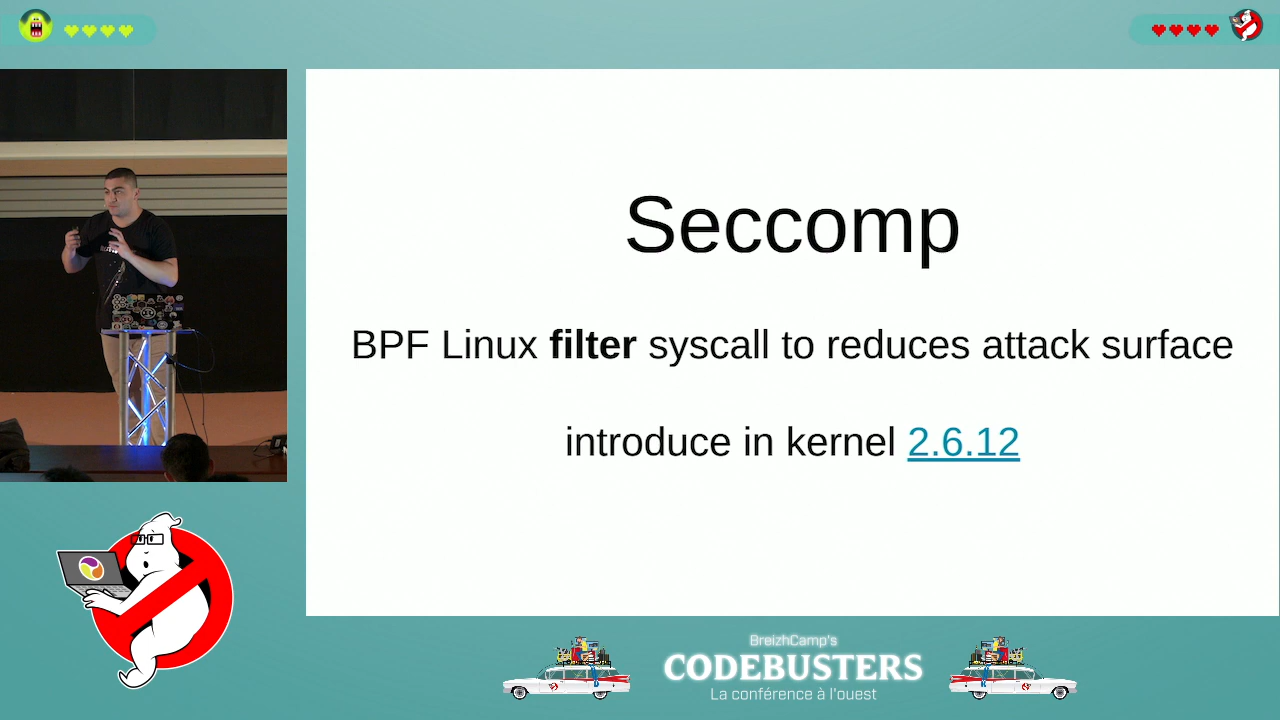 Seccomp
BPF Linux filter syscall to reduces attack surface
introduce in kernel 2.6.12
BreizhCamp's
CODEBUSTERS
La conférence à l'ouest